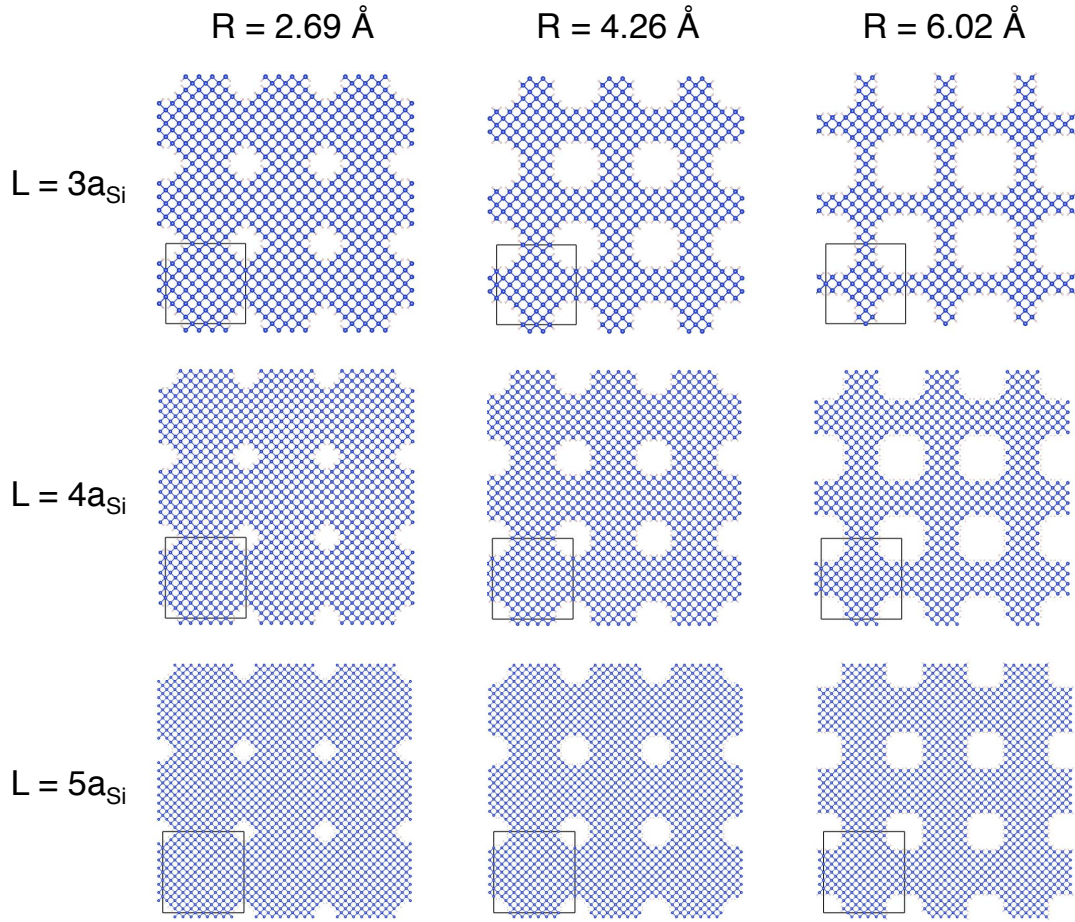 R = 2.69 Å
R = 4.26 Å
R = 6.02 Å
L = 3aSi
L = 4aSi
L = 5aSi